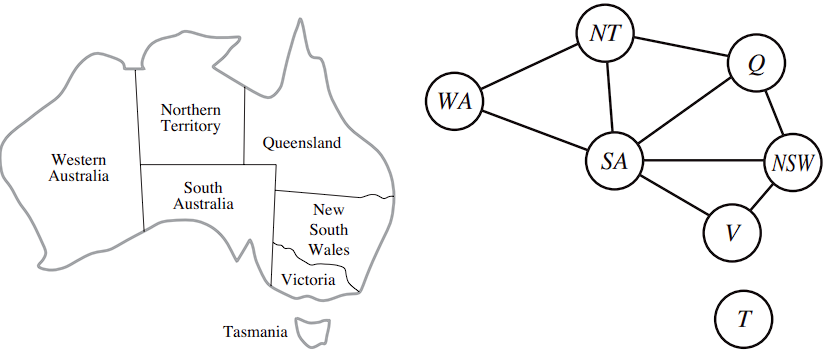 Northern
Territory
Western
Australia
Queensland
South
Australia
New
South
Wales
Victoria
Tasmania
NT
Q
WA
SA
NSW
V
T